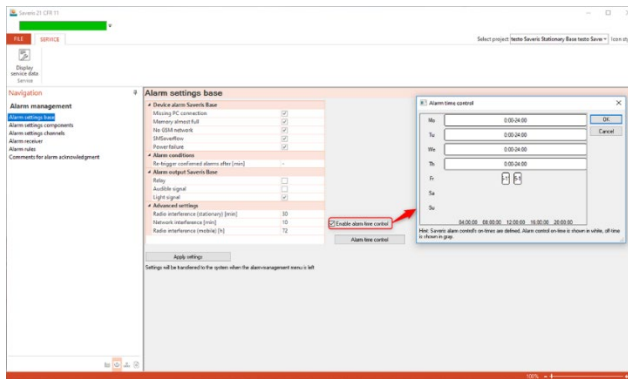 Saveris 21 CFR 11
FILE
SERVICE
Select project: testo Saveris Stationary Base testo Saver
Display
service data
Service
Navigation
Alarm management
Alarm settings base
Alarm settings components
Alarm settings channels
Alarm receiver
Alarm rules
Comments for alarm acknowledgment
Alarm settings base
Device alarm Saveris Base
Missing PC connection
Memory almost full
No GSM network
SMSoverflow
Power failure
Alarm conditions
Re-trigger confirmed alarms after [min] --
Alarm output Saveris Base
Relay
Audible signal
Light signal
Advanced settings
Radio interference (stationary) [min] 30
Network interference [min] 10
Radio interference (mobile) [h] 72
Enable alarm time control
Alarm time control
Apply settings
Settings will be transferred to the system when the alarm management menu is left
Alarm time control
Mo 0:00-24:00
Tu 0:00-24:00
We 0:00-24:00
Th 0:00-24:00
Fr
Sa
Su
04:00:00 08:00:00 12:00:00 16:00:00 20:00:00
OK
Cancel
Hint: Saveris alarm control's on-times are defined. Alarm control on-time is shown in white, off-time
is shown in gray.
100%